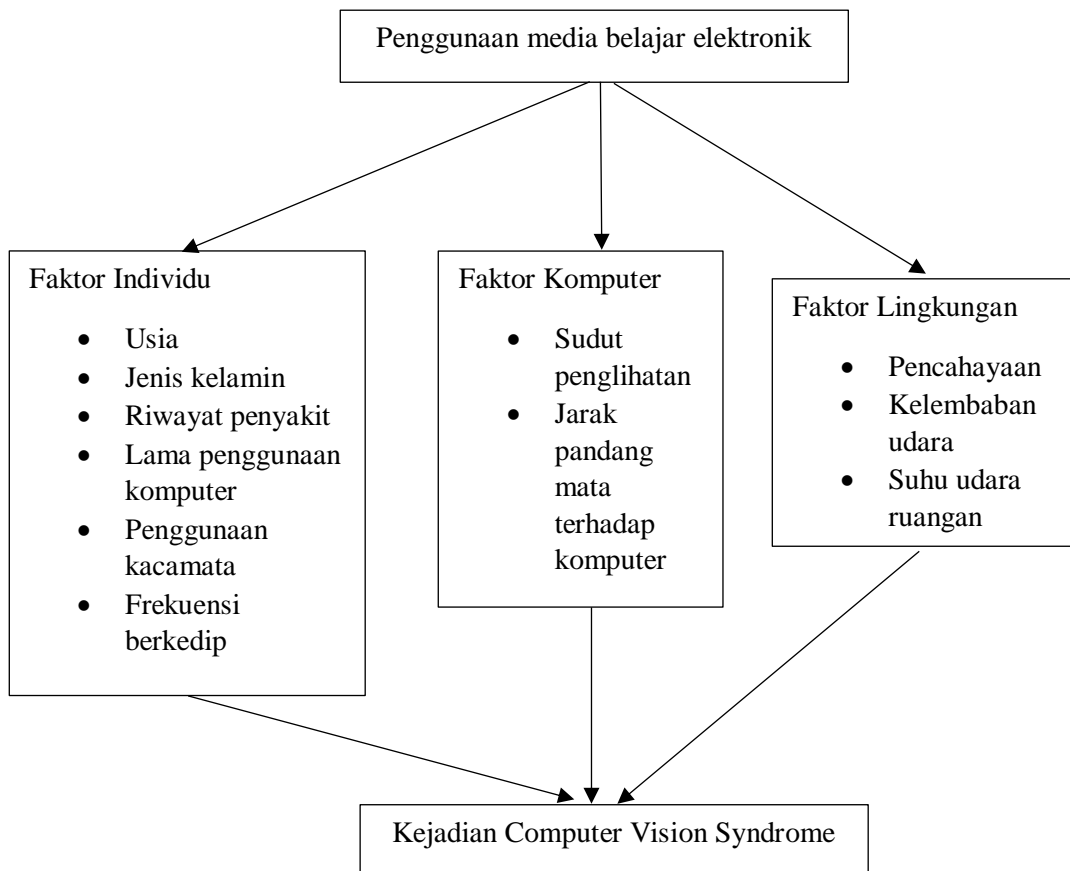 Penggunaan media belajar elektronik
Faktor Individu
● Usia
● Jenis kelamin
● Riwayat penyakit
● Lama penggunaan
komputer
● Penggunaan
kacamata
● Frekuensi
berkedip
Faktor Komputer
● Sudut
penglihatan
● Jarak
pandang
mata
terhadap
komputer
Faktor Lingkungan
● Pencahayaan
● Kelembaban
udara
● Suhu udara
ruangan
Kejadian Computer Vision Syndrome